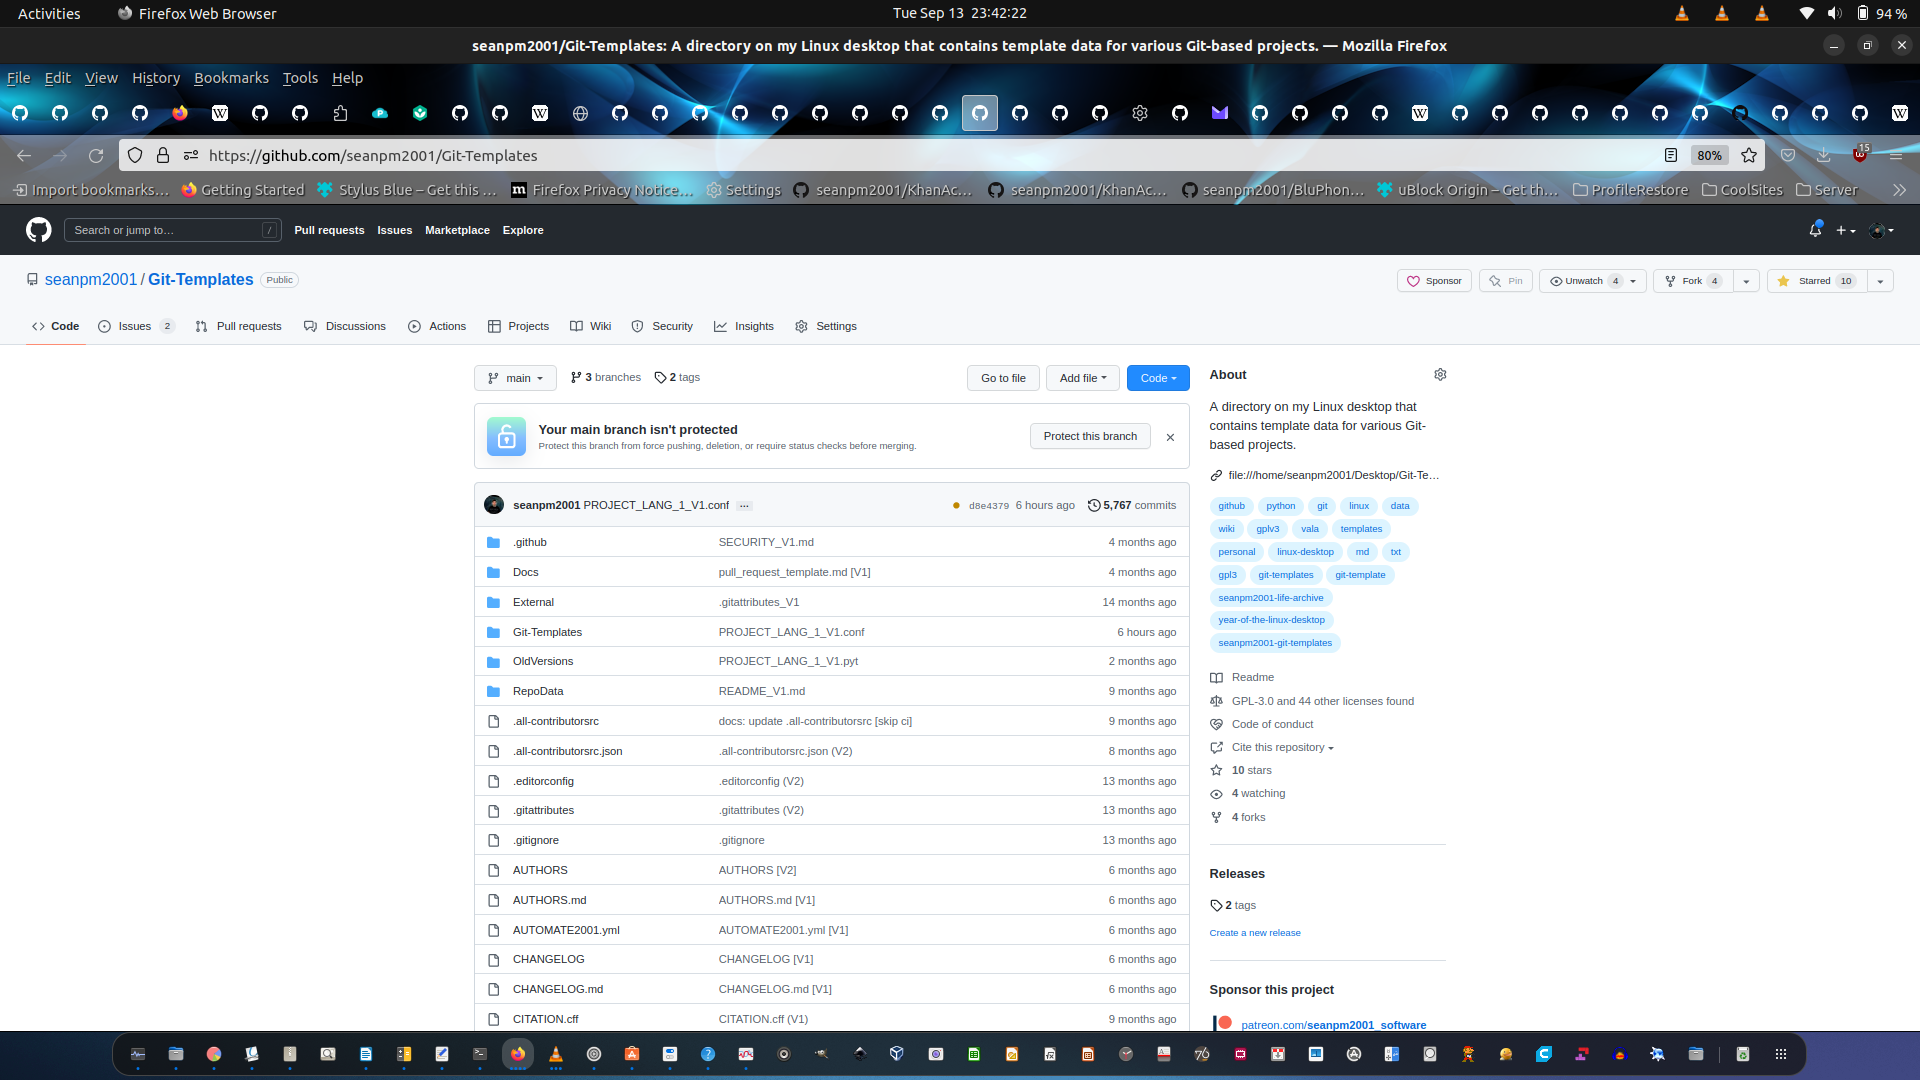 Activities
Firefox Web Browser
Tue Sep 13 23:42:22
94 %
seanpm2001/Git-Templates: A directory on my Linux desktop that contains template data for various Git-based projects. — Mozilla Firefox
File Edit View History Bookmarks Tools Help
https://github.com/seanpm2001/Git-Templates
80%
15
Import bookmarks… Getting Started Stylus Blue – Get this … Firefox Privacy Notice… Settings seanpm2001/KhanAc… seanpm2001/KhanAc… seanpm2001/BluPhon… uBlock Origin – Get th… ProfileRestore CoolSites Server
Search or jump to… /
Pull requests Issues Marketplace Explore
seanpm2001 / Git-Templates Public
Sponsor Pin Unwatch 4 Fork 4 Starred 10
Code Issues 2 Pull requests Discussions Actions Projects Wiki Security Insights Settings
main 3 branches 2 tags
Go to file Add file Code
Your main branch isn't protected
Protect this branch from force pushing, deletion, or require status checks before merging.
Protect this branch
seanpm2001 PROJECT_LANG_1_V1.conf … d8e4379 6 hours ago 5,767 commits
.github SECURITY_V1.md 4 months ago
Docs pull_request_template.md [V1] 4 months ago
External .gitattributes_V1 14 months ago
Git-Templates PROJECT_LANG_1_V1.conf 6 hours ago
OldVersions PROJECT_LANG_1_V1.pyt 2 months ago
RepoData README_V1.md 9 months ago
.all-contributorsrc docs: update .all-contributorsrc [skip ci] 9 months ago
.all-contributorsrc.json .all-contributorsrc.json (V2) 8 months ago
.editorconfig .editorconfig (V2) 13 months ago
.gitattributes .gitattributes (V2) 13 months ago
.gitignore .gitignore 13 months ago
AUTHORS AUTHORS [V2] 6 months ago
AUTHORS.md AUTHORS.md [V1] 6 months ago
AUTOMATE2001.yml AUTOMATE2001.yml [V1] 6 months ago
CHANGELOG CHANGELOG [V1] 6 months ago
CHANGELOG.md CHANGELOG.md [V1] 6 months ago
CITATION.cff CITATION.cff (V1) 9 months ago
About
A directory on my Linux desktop that
contains template data for various Git-
based projects.
file:///home/seanpm2001/Desktop/Git-Te…
github python git linux data
wiki gplv3 vala templates
personal linux-desktop md txt
gpl3 git-templates git-template
seanpm2001-life-archive
year-of-the-linux-desktop
seanpm2001-git-templates
Readme
GPL-3.0 and 44 other licenses found
Code of conduct
Cite this repository
10 stars
4 watching
4 forks
Releases
2 tags
Create a new release
Sponsor this project
patreon.com/seanpm2001_software